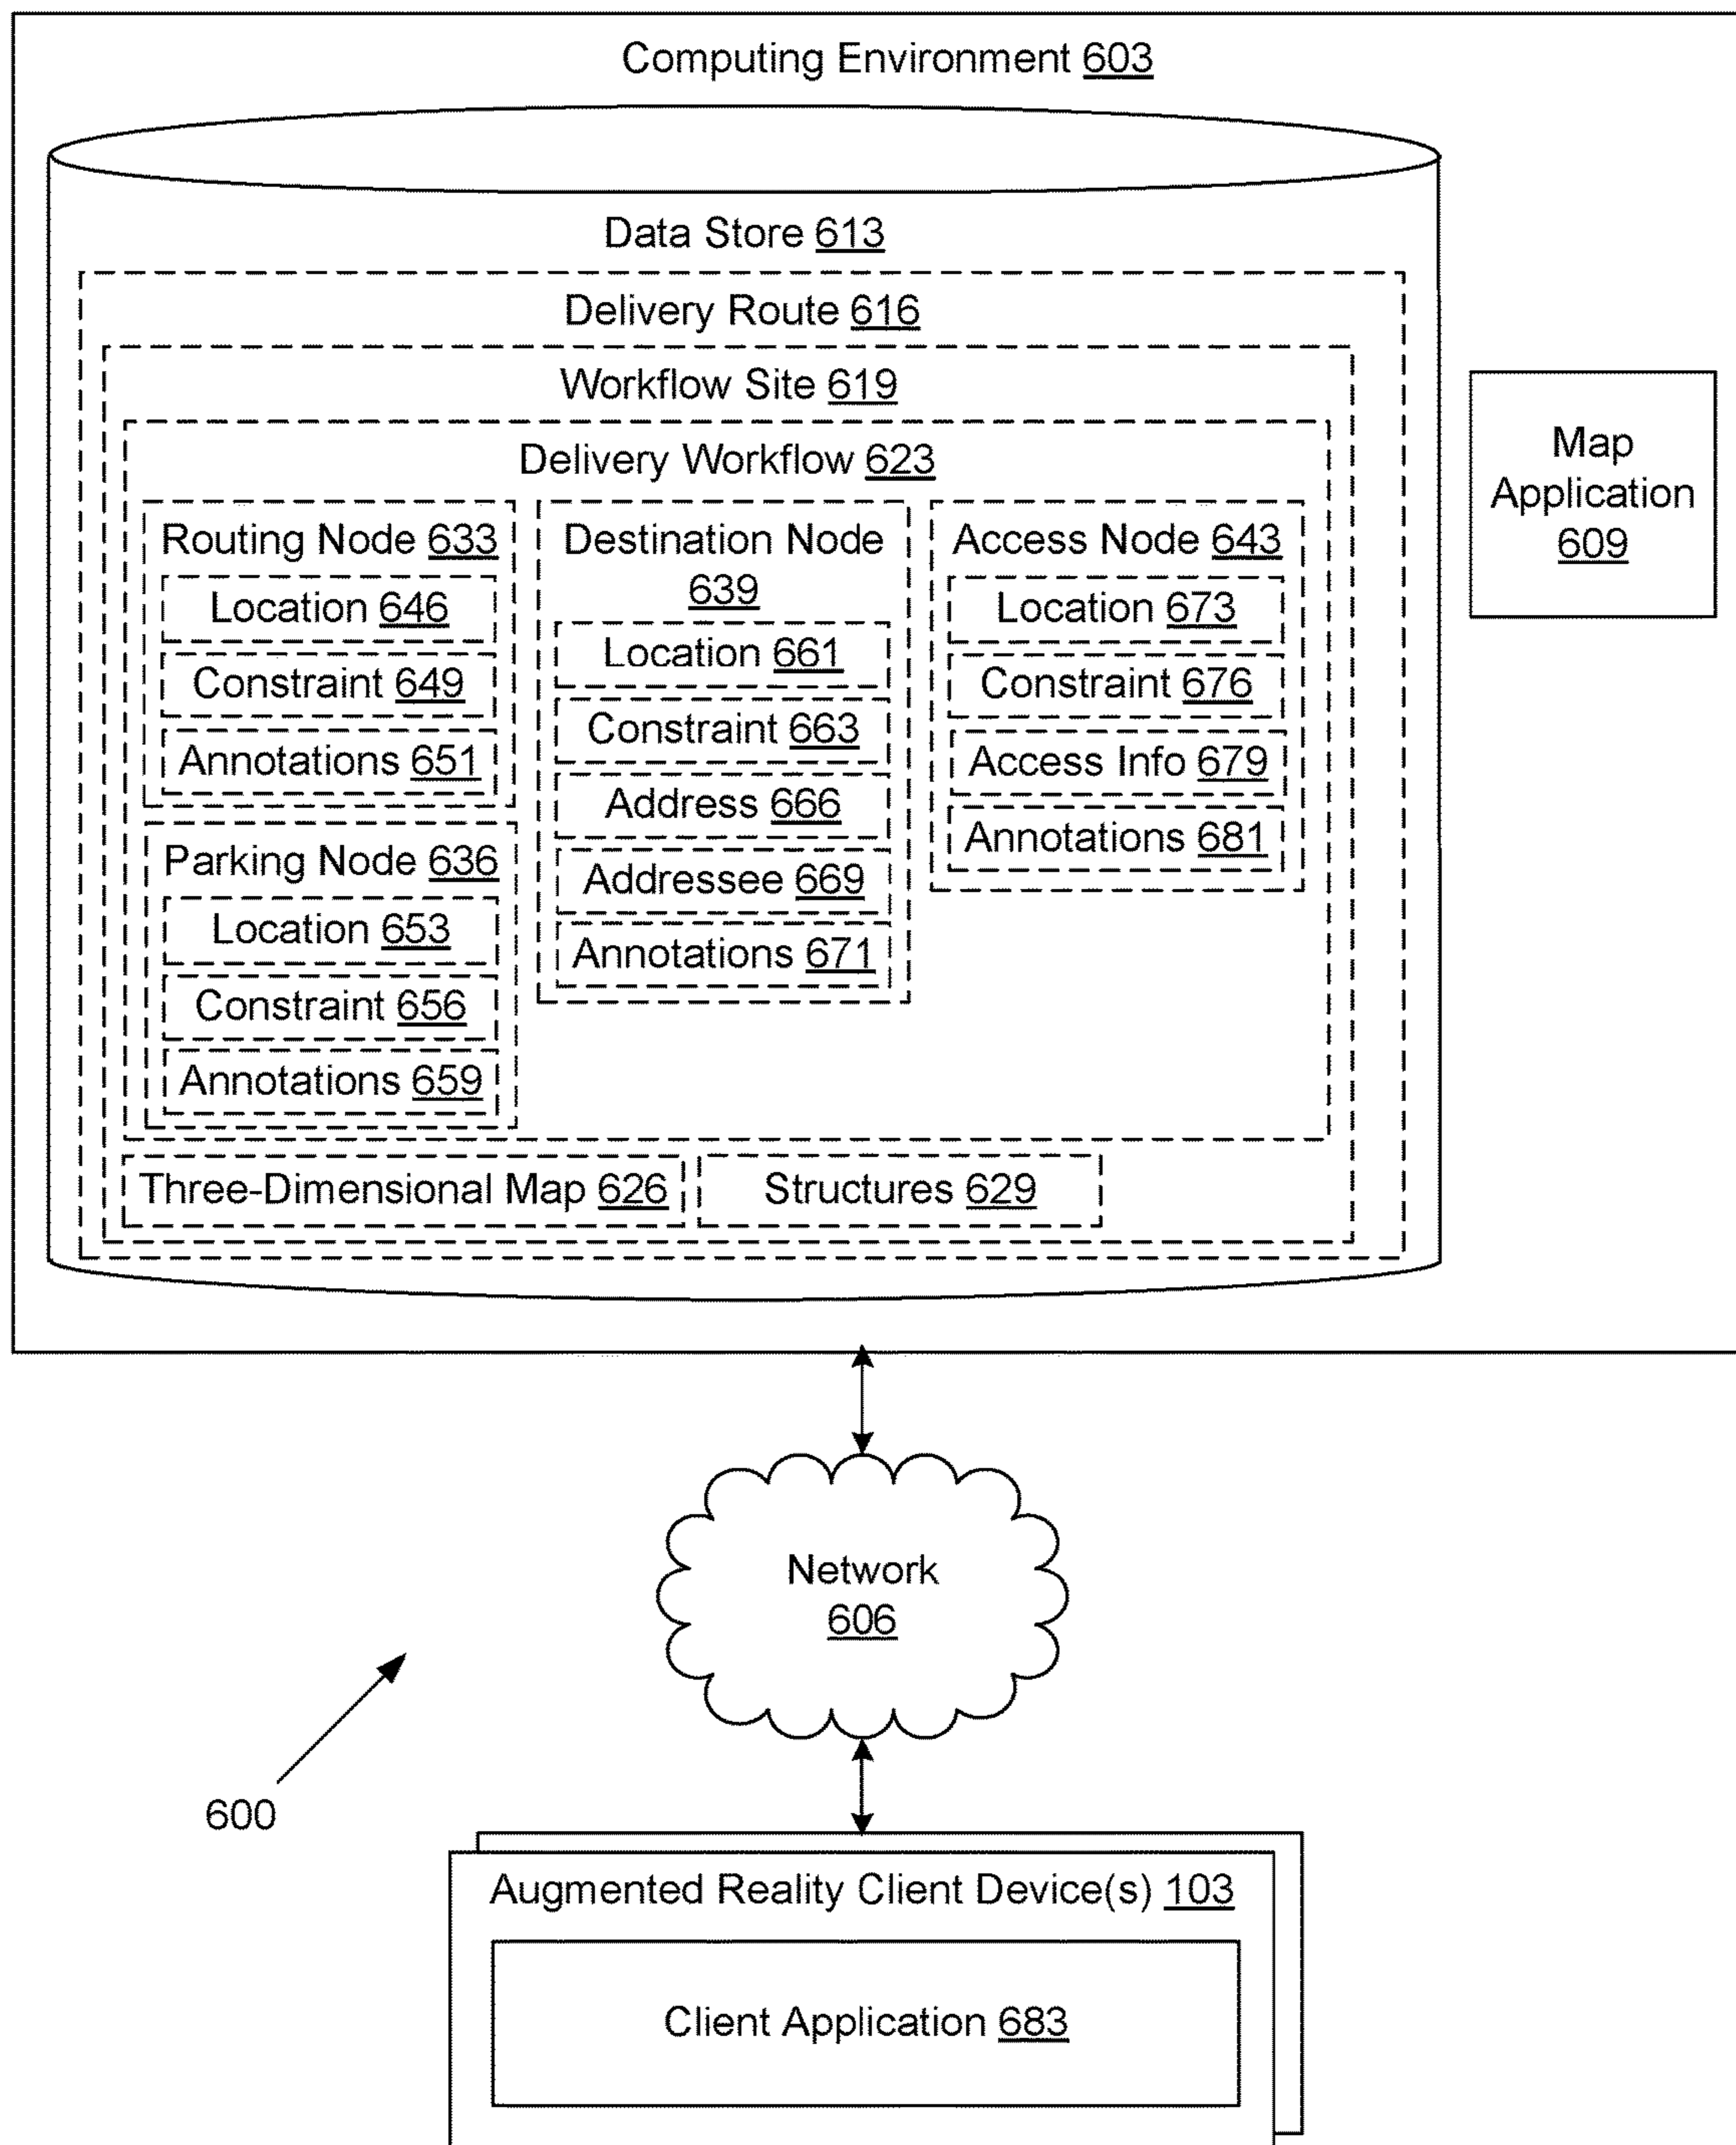 Computing Environment 603
Data Store 613
Delivery Route 616
Workflow Site 619
Delivery Workflow 623
Routing Node 633
Location 646
Constraint 649
Annotations 651
Parking Node 636
Location 653
Constraint 656
Annotations 659
Destination Node
639
Location 661
Constraint 663
Address 666
Addressee 669
Annotations 671
Access Node 643
Location 673
Constraint 676
Access Info 679
Annotations 681
Three-Dimensional Map 626
Structures 629
Map
Application
609
Network
606
600
Augmented Reality Client Device(s) 103
Client Application 683